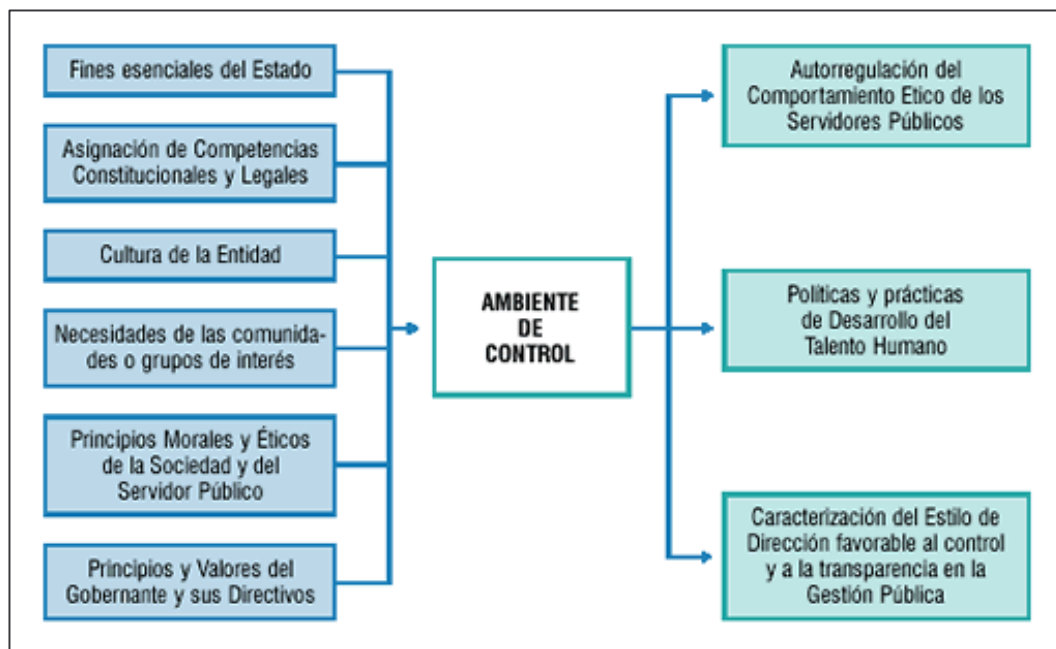 Fines esenciales del Estado
Asignación de Competencias
Constitucionales y Legales
Cultura de la Entidad
Necesidades de las comunida-
des o grupos de interés
Principios Morales y Éticos
de la Sociedad y del
Servidor Público
Principios y Valores del
Gobernante y sus Directivos
AMBIENTE
DE
CONTROL
Autorregulación del
Comportamiento Etico de los
Servidores Públicos
Políticas y prácticas
de Desarrollo del
Talento Humano
Caracterización del Estilo de
Dirección favorable al control
y a la transparencia en la
Gestión Pública